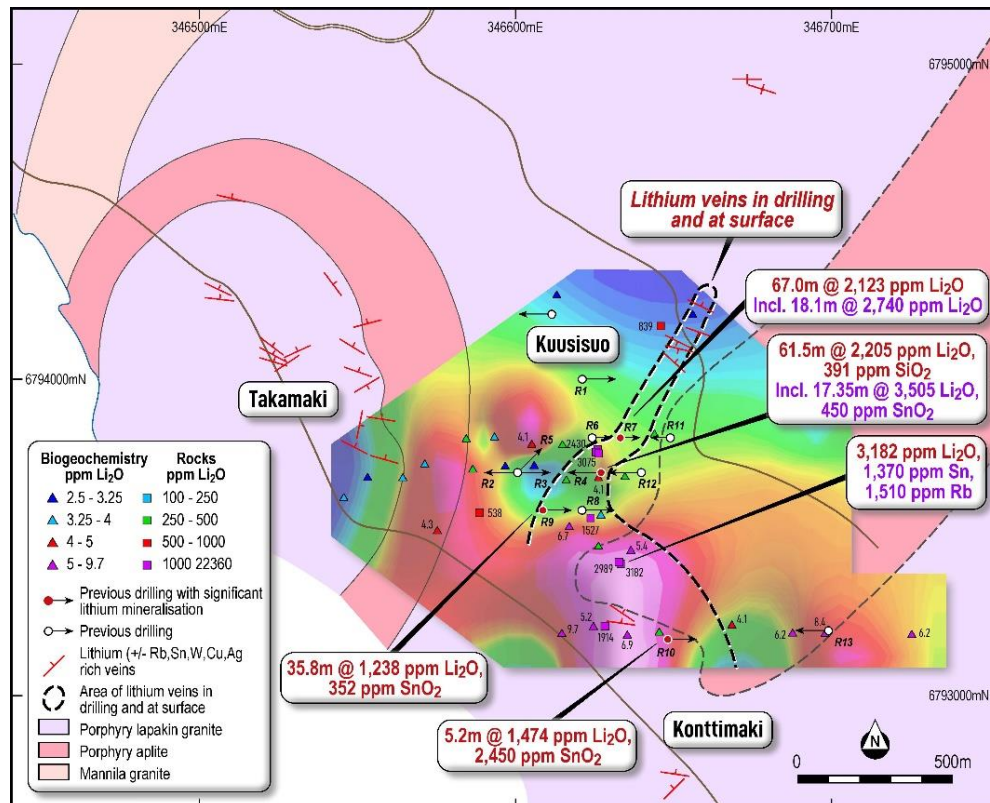 346500mE
346600mE
346700mE
6795000mN
Lithium veins in drilling
and at surface
67.0m @ 2,123 ppm Li₂O
Incl. 18.1m @ 2,740 ppm Li₂O
839
Kuusisuo
61.5m @ 2,205 ppm Li₂O,
391 ppm SiO₂
Incl. 17.35m @ 3,505 Li₂O,
450 ppm SnO₂
6794000mN
Takamaki
R1
4.1
R5
2430
R6
R7
R11
3075
3,182 ppm Li₂O,
1,370 ppm Sn,
1,510 ppm Rb
R2
R3
R4
4.1
R12
538
R9
R8
4.3
6.7
1527
5.4
2989
3182
9.7
5.2
1914
6.9
R10
4.1
6.2
8.4
R13
6.2
35.8m @ 1,238 ppm Li₂O,
352 ppm SnO₂
6793000mN
5.2m @ 1,474 ppm Li₂O,
2,450 ppm SnO₂
Konttimaki
N
0
500m
Biogeochemistry
ppm Li₂O
Rocks
ppm Li₂O
2.5 - 3.25
100 - 250
3.25 - 4
250 - 500
4 - 5
500 - 1000
5 - 9.7
1000 22360
Previous drilling with significant
lithium mineralisation
Previous drilling
Lithium (+/- Rb,Sn,W,Cu,Ag
rich veins
Area of lithium veins in
drilling and at surface
Porphyry lapakin granite
Porphyry aplite
Mannila granite